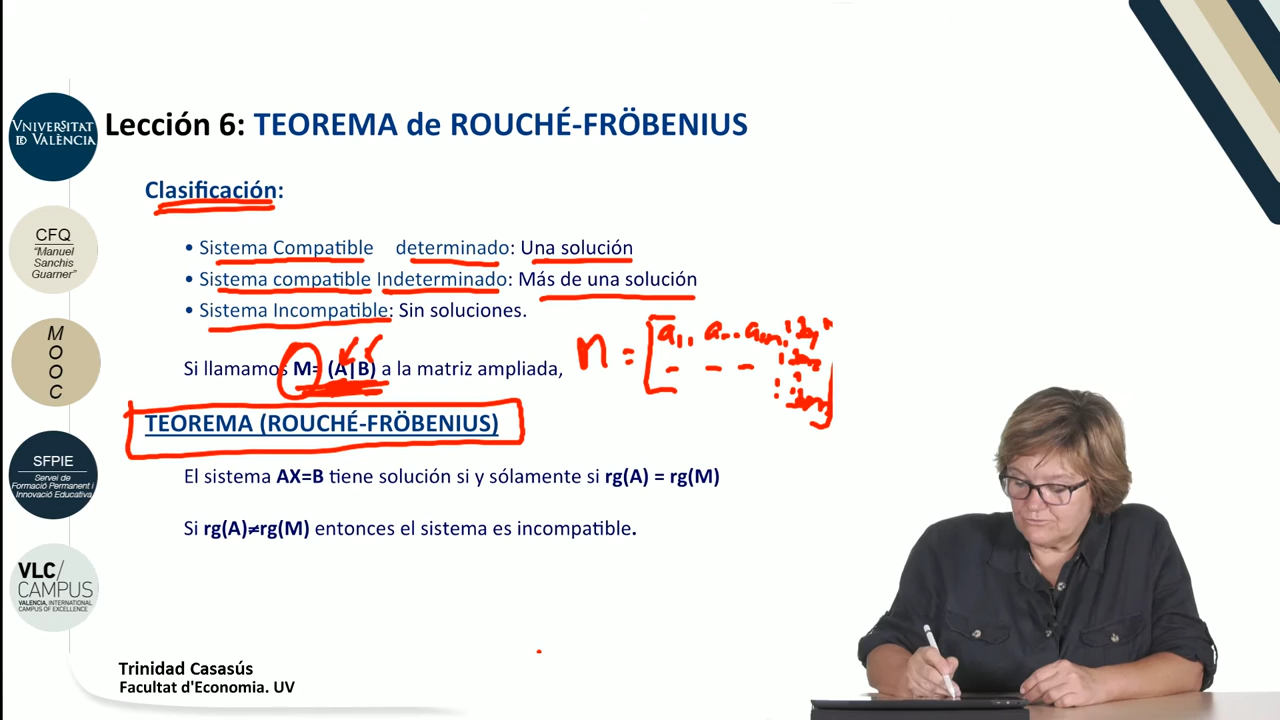 Lección 6: TEOREMA de ROUCHÉ-FRÖBENIUS
VNIVERSITAT
ID VALÈNCIA
Clasificación:
CFQ
“Manuel
Sanchis
Guarner”
• Sistema Compatible determinado: Una solución
• Sistema compatible Indeterminado: Más de una solución
• Sistema Incompatible: Sin soluciones.
M
O
O
C
Si llamamos M= (A|B) a la matriz ampliada,
TEOREMA (ROUCHÉ-FRÖBENIUS)
SFPIE
Servei de
Formació Permanent i
Innovació Educativa
El sistema AX=B tiene solución si y sólamente si rg(A) = rg(M)
Si rg(A)≠rg(M) entonces el sistema es incompatible.
VLC/
CAMPUS
VALENCIA, INTERNATIONAL
CAMPUS OF EXCELLENCE
Trinidad Casasús
Facultat d'Economia. UV